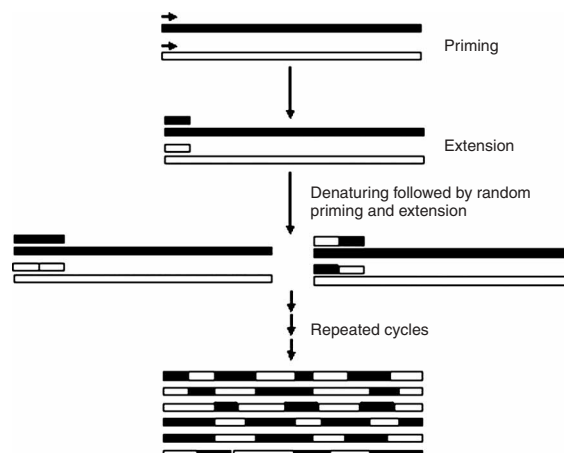 Priming
Extension
Denaturing followed by random
priming and extension
Repeated cycles